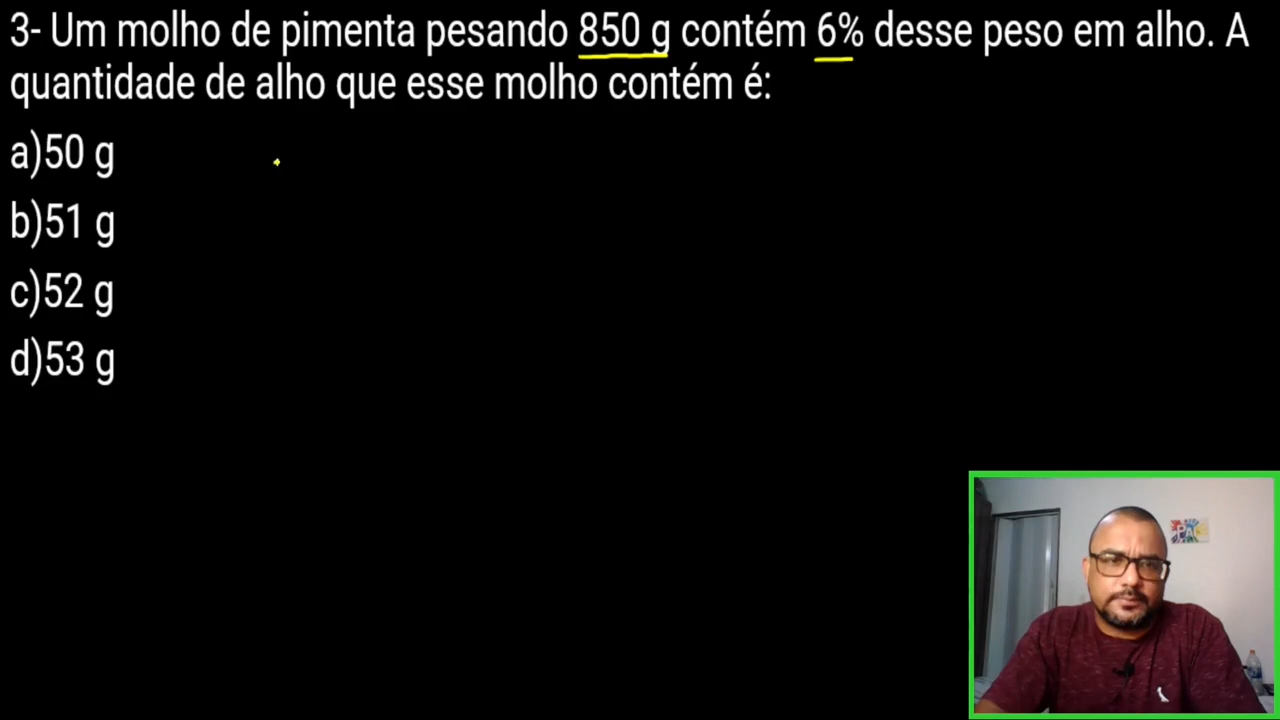 3- Um molho de pimenta pesando 850 g contém 6% desse peso em alho. A
quantidade de alho que esse molho contém é:
a)50 g
b)51 g
c)52 g
d)53 g
PA